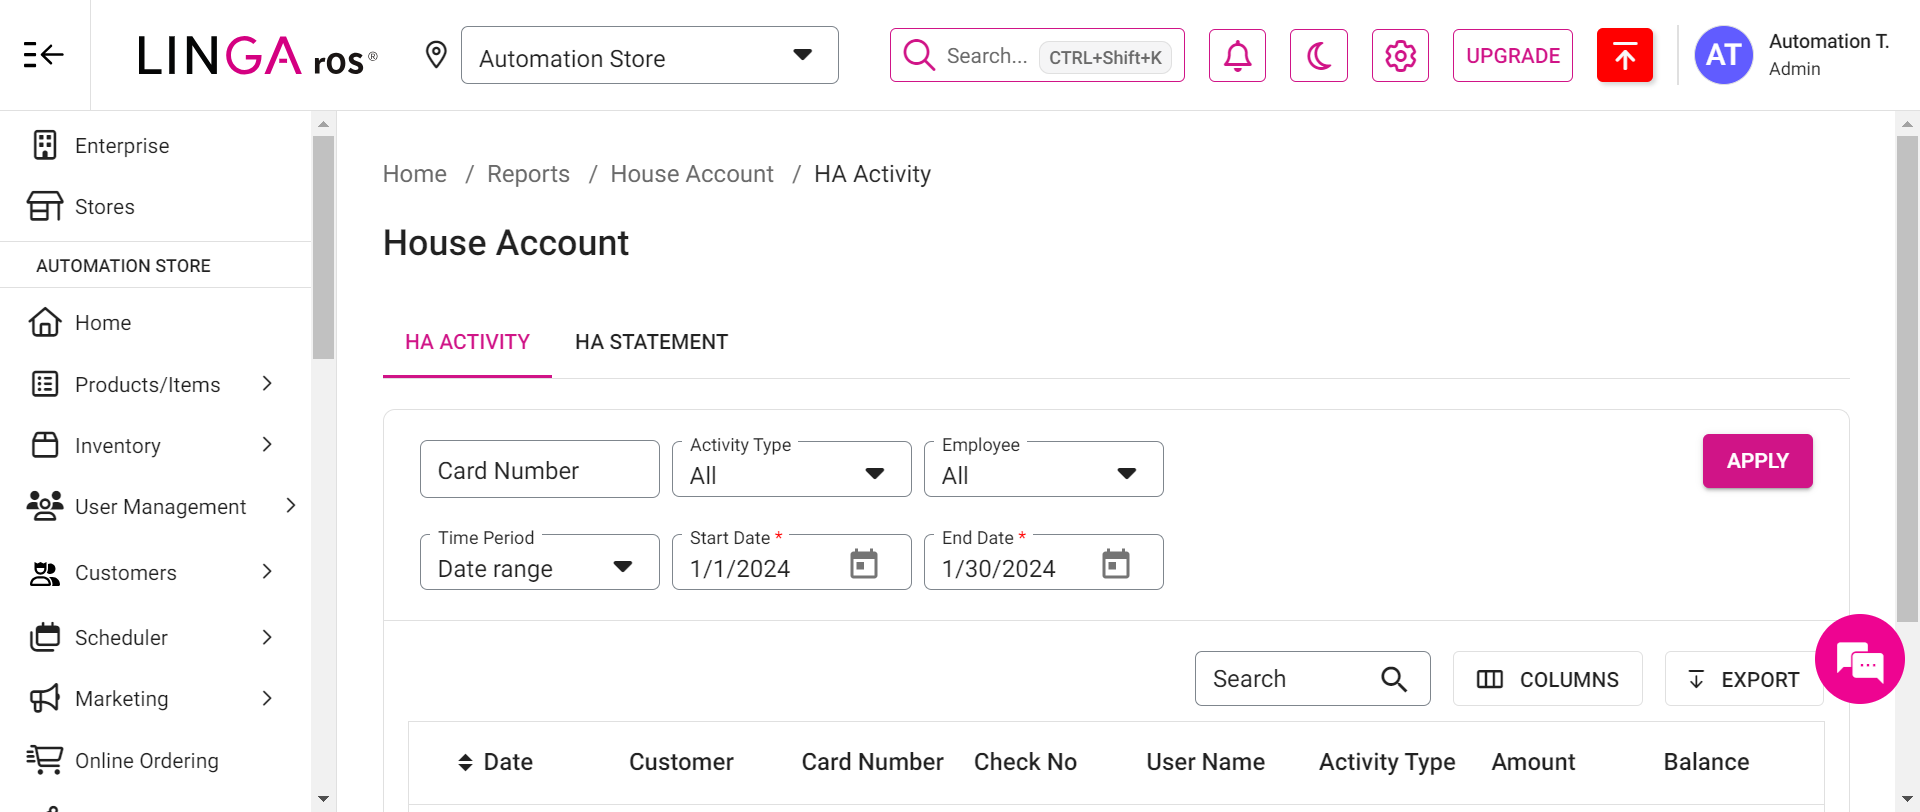 LINGA ros®
Automation Store
Search... CTRL+Shift+K
UPGRADE
AT
Automation T.
Admin
Enterprise
Stores
AUTOMATION STORE
Home
Products/Items
Inventory
User Management
Customers
Scheduler
Marketing
Online Ordering
Home / Reports / House Account / HA Activity
House Account
HA ACTIVITY HA STATEMENT
Card Number
Activity Type
All
Employee
All
APPLY
Time Period
Date range
Start Date *
1/1/2024
End Date *
1/30/2024
Search
COLUMNS
EXPORT
Date Customer Card Number Check No User Name Activity Type Amount Balance